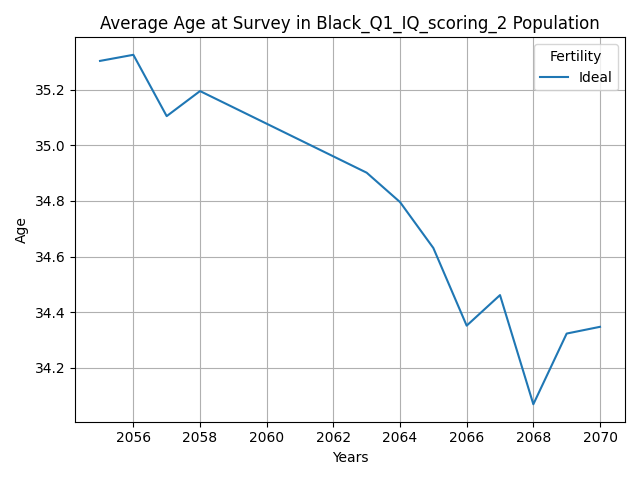 Average Age at Survey in Black_Q1_IQ_scoring_2 Population
Fertility
Ideal
35.2
35.0
34.8
34.6
34.4
34.2
Age
2056 2058 2060 2062 2064 2066 2068 2070
Years